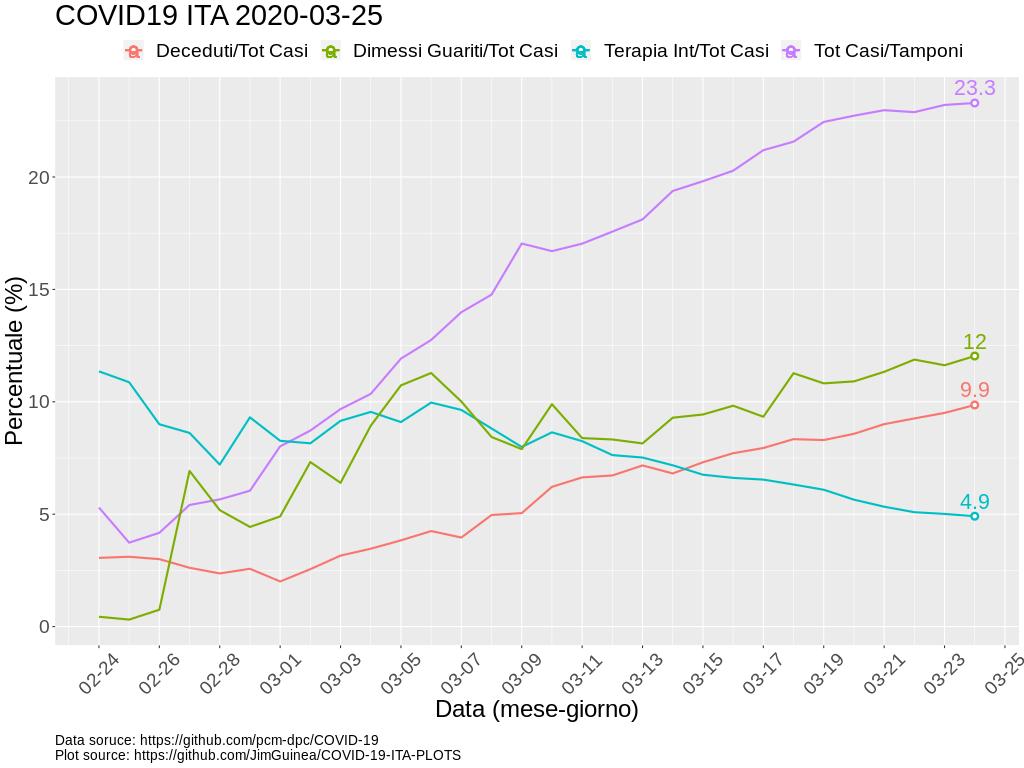 COVID19 ITA 2020-03-25
Deceduti/Tot Casi Dimessi Guariti/Tot Casi Terapia Int/Tot Casi Tot Casi/Tamponi
23.3
20
15
12
10
9.9
5
4.9
0
Percentuale (%)
02-24 02-26 02-28 03-01 03-03 03-05 03-07 03-09 03-11 03-13 03-15 03-17 03-19 03-21 03-23 03-25
Data (mese-giorno)
Data soruce: https://github.com/pcm-dpc/COVID-19
Plot source: https://github.com/JimGuinea/COVID-19-ITA-PLOTS